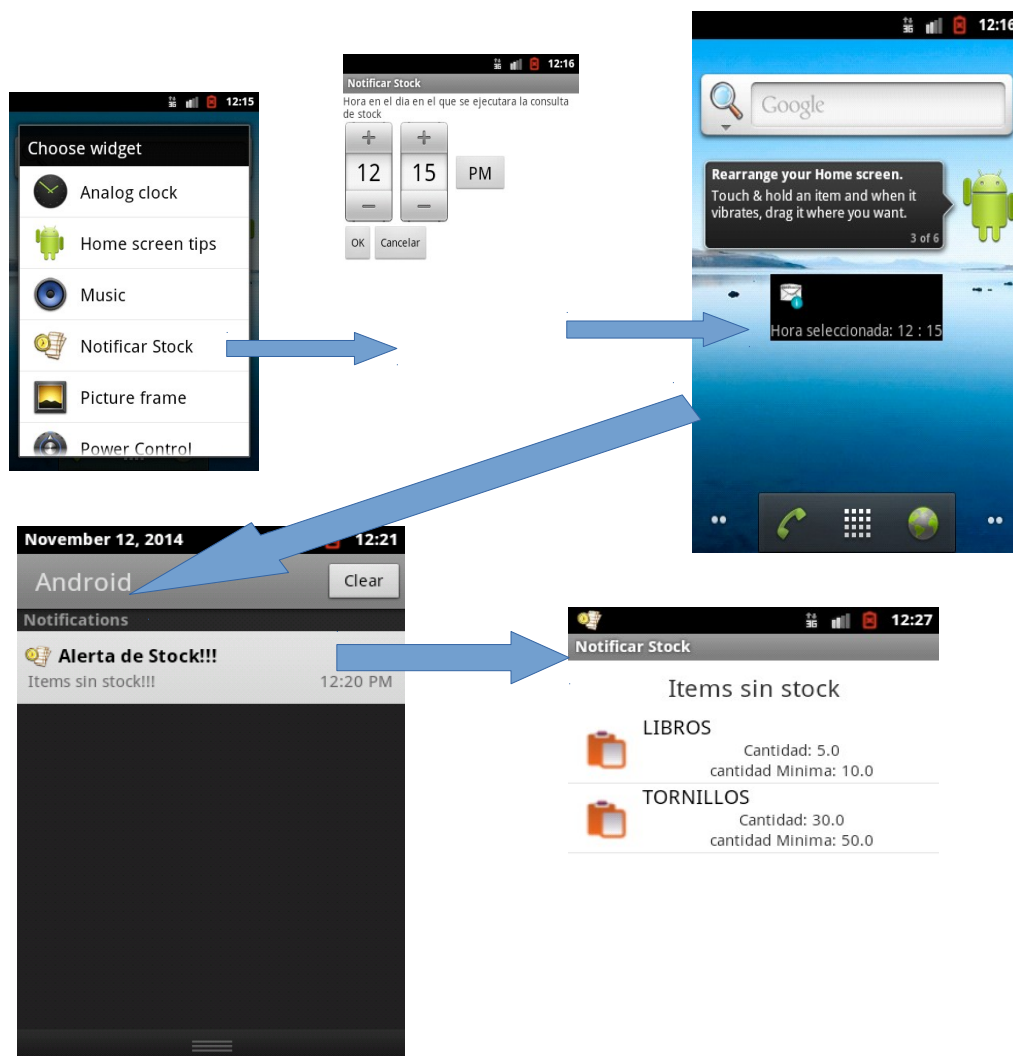 12:15
Choose widget
Analog clock
Home screen tips
Music
Notificar Stock
Picture frame
Power Control
3G 12:16
Notificar Stock
Hora en el dia en el que se ejecutara la consulta
de stock
+ +
12 15 PM
− −
OK Cancelar
3G 12:16
Google
Rearrange your Home screen.
Touch & hold an item and when it
vibrates, drag it where you want.
3 of 6
Hora seleccionada: 12 : 15
November 12, 2014 12:21
Android Clear
Notifications
Alerta de Stock!!!
Items sin stock!!! 12:20 PM
3G 12:27
Notificar Stock
Items sin stock
LIBROS
Cantidad: 5.0
cantidad Minima: 10.0
TORNILLOS
Cantidad: 30.0
cantidad Minima: 50.0